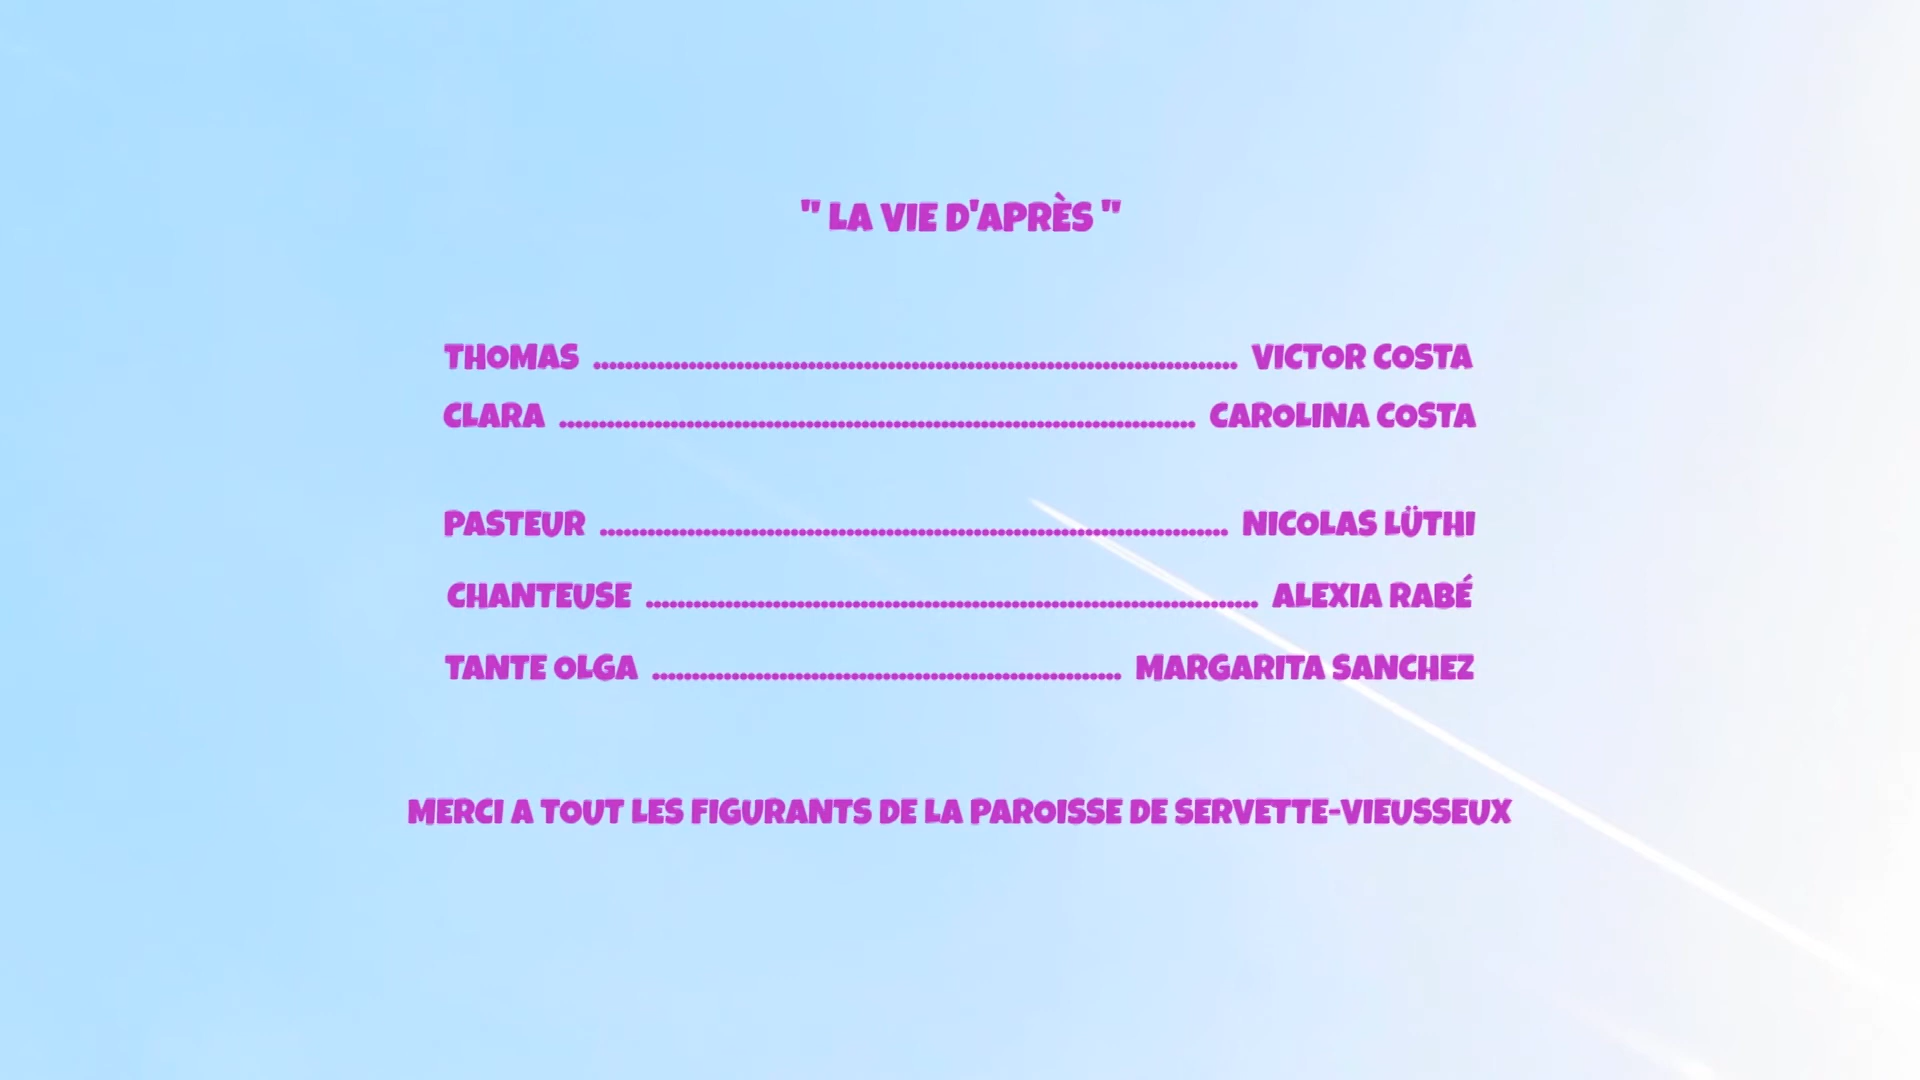 " LA VIE D'APRÈS "
THOMAS ........................................ VICTOR COSTA
CLARA ........................................ CAROLINA COSTA
PASTEUR ........................................ NICOLAS LÜTHI
CHANTEUSE ........................................ ALEXIA RABÉ
TANTE OLGA ........................................ MARGARITA SANCHEZ
MERCI A TOUT LES FIGURANTS DE LA PAROISSE DE SERVETTE-VIEUSSEUX